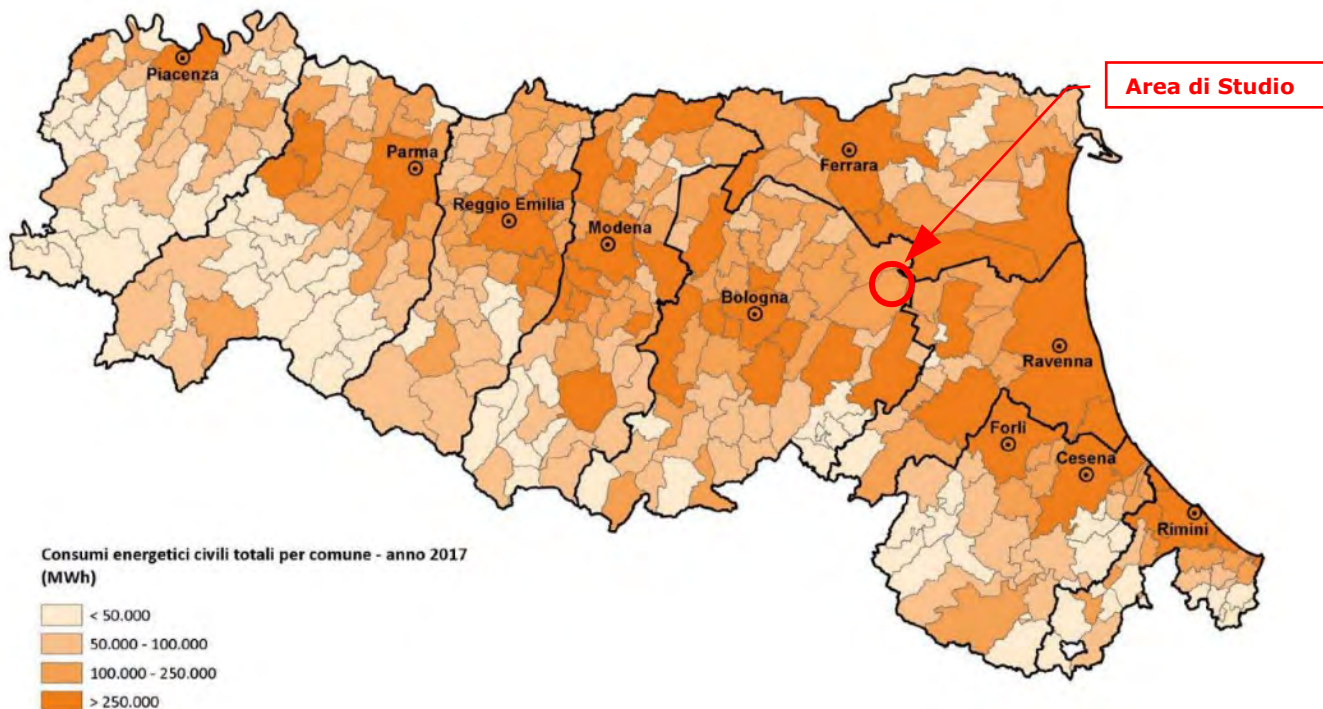 Piacenza
Area di Studio
Parma
Ferrara
Reggio Emilia
Modena
Bologna
Ravenna
Forlì
Cesena
Rimini
Consumi energetici civili totali per comune - anno 2017
(MWh)
< 50.000
50.000 - 100.000
100.000 - 250.000
> 250.000